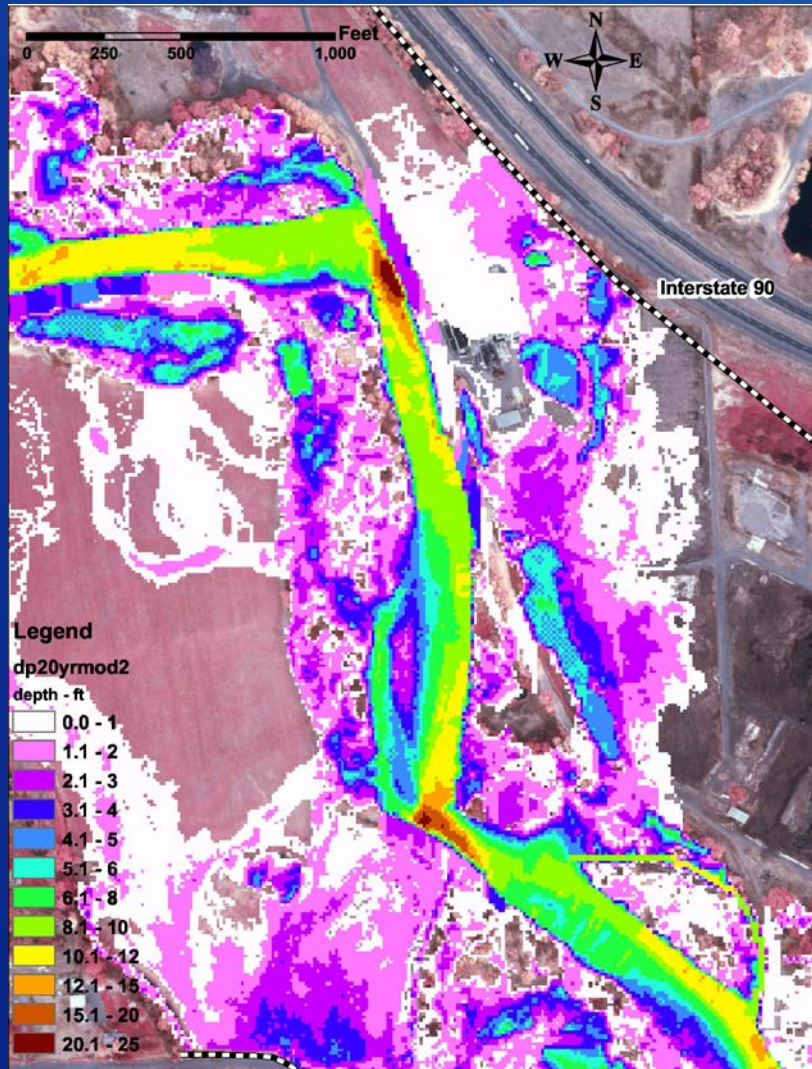 Feet
0 250 500 1,000
N
W E
S
Interstate 90
Legend
dp20yrmod2
depth - ft
0.0 - 1
1.1 - 2
2.1 - 3
3.1 - 4
4.1 - 5
5.1 - 6
6.1 - 8
8.1 - 10
10.1 - 12
12.1 - 15
15.1 - 20
20.1 - 25